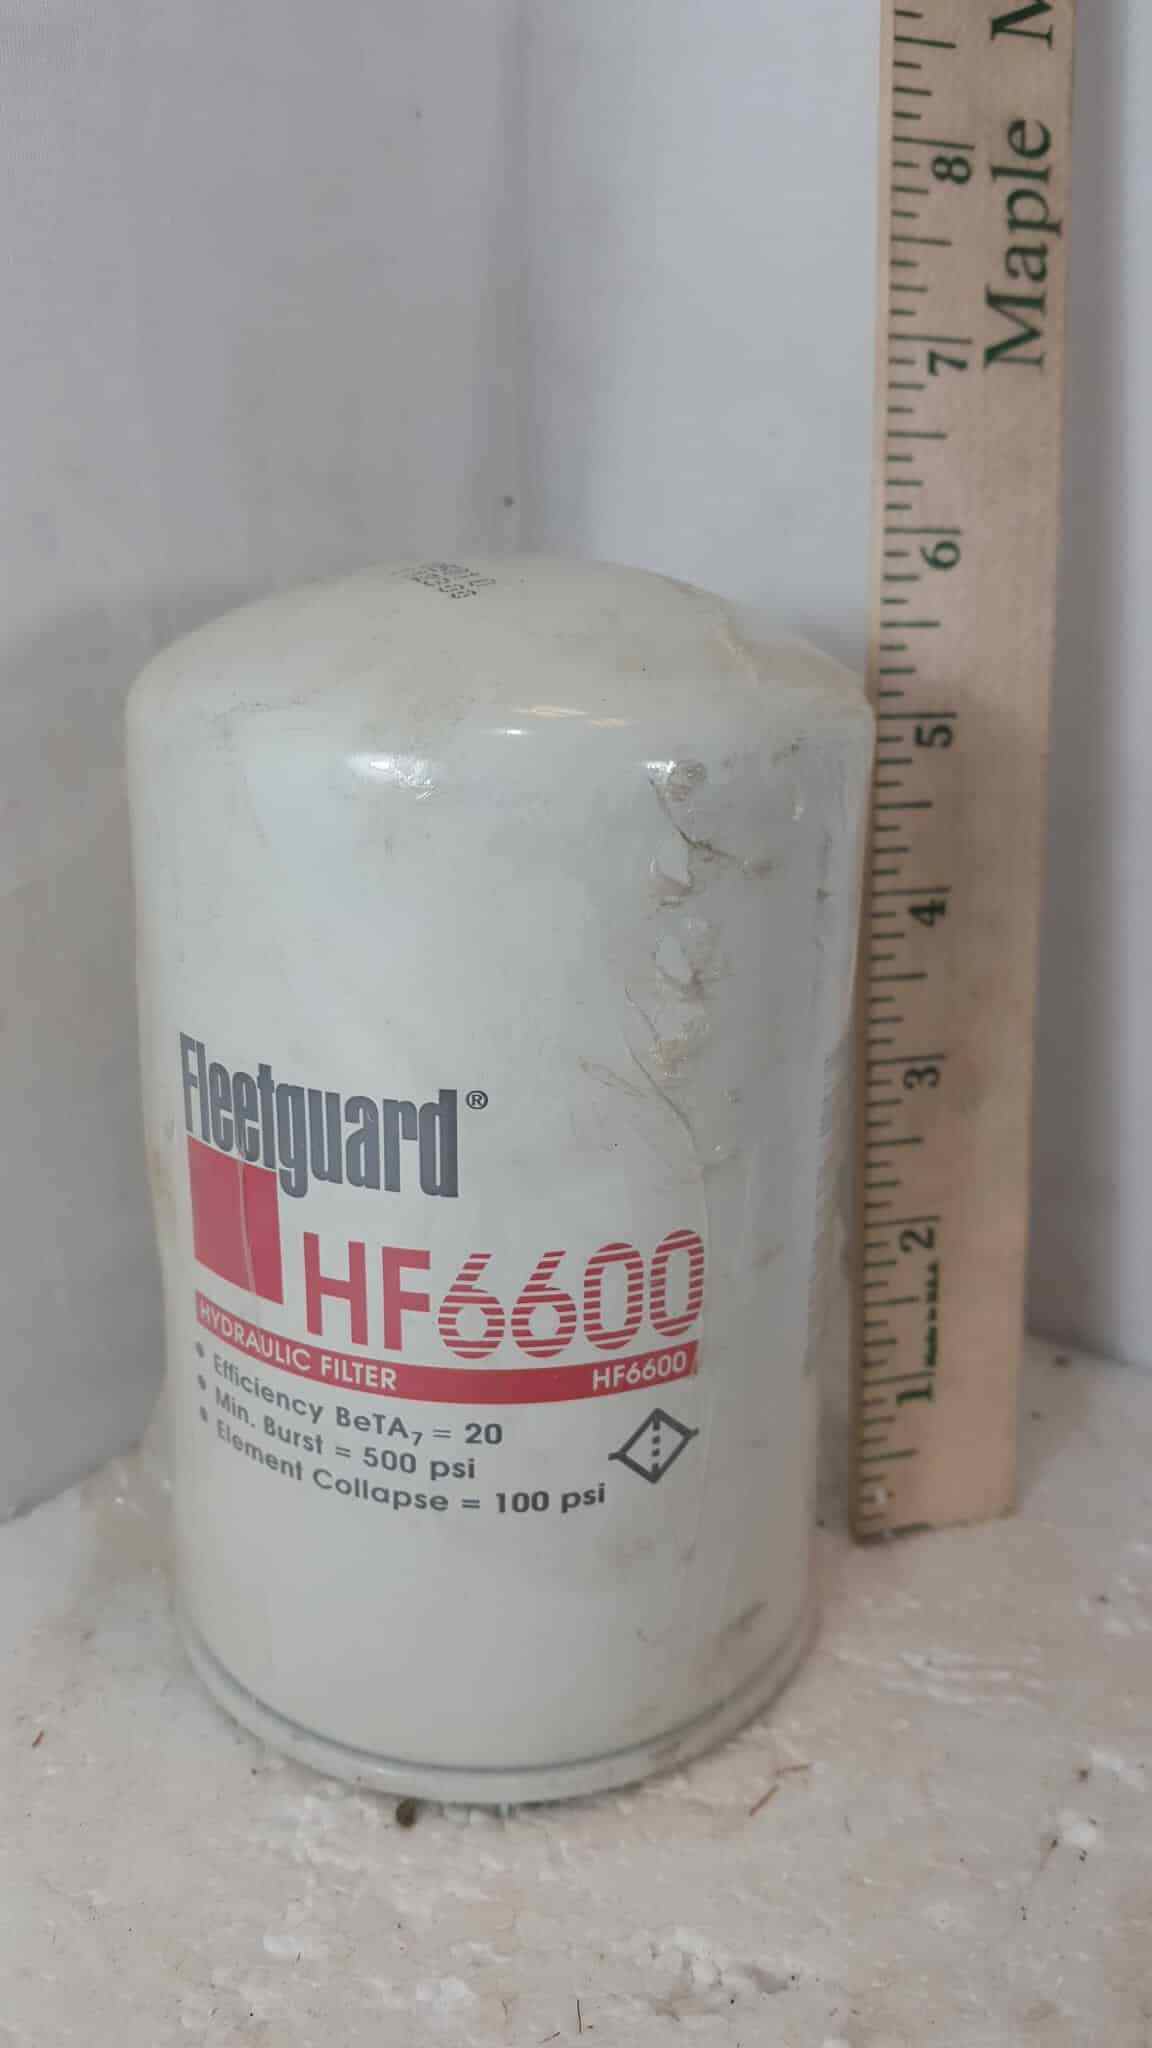 Fleetguard®
HF6600
HYDRAULIC FILTER HF6600
• Efficiency BeTA7 = 20
• Min. Burst = 500 psi
• Element Collapse = 100 psi
8
7
6
5
4
3
2
1
Maple